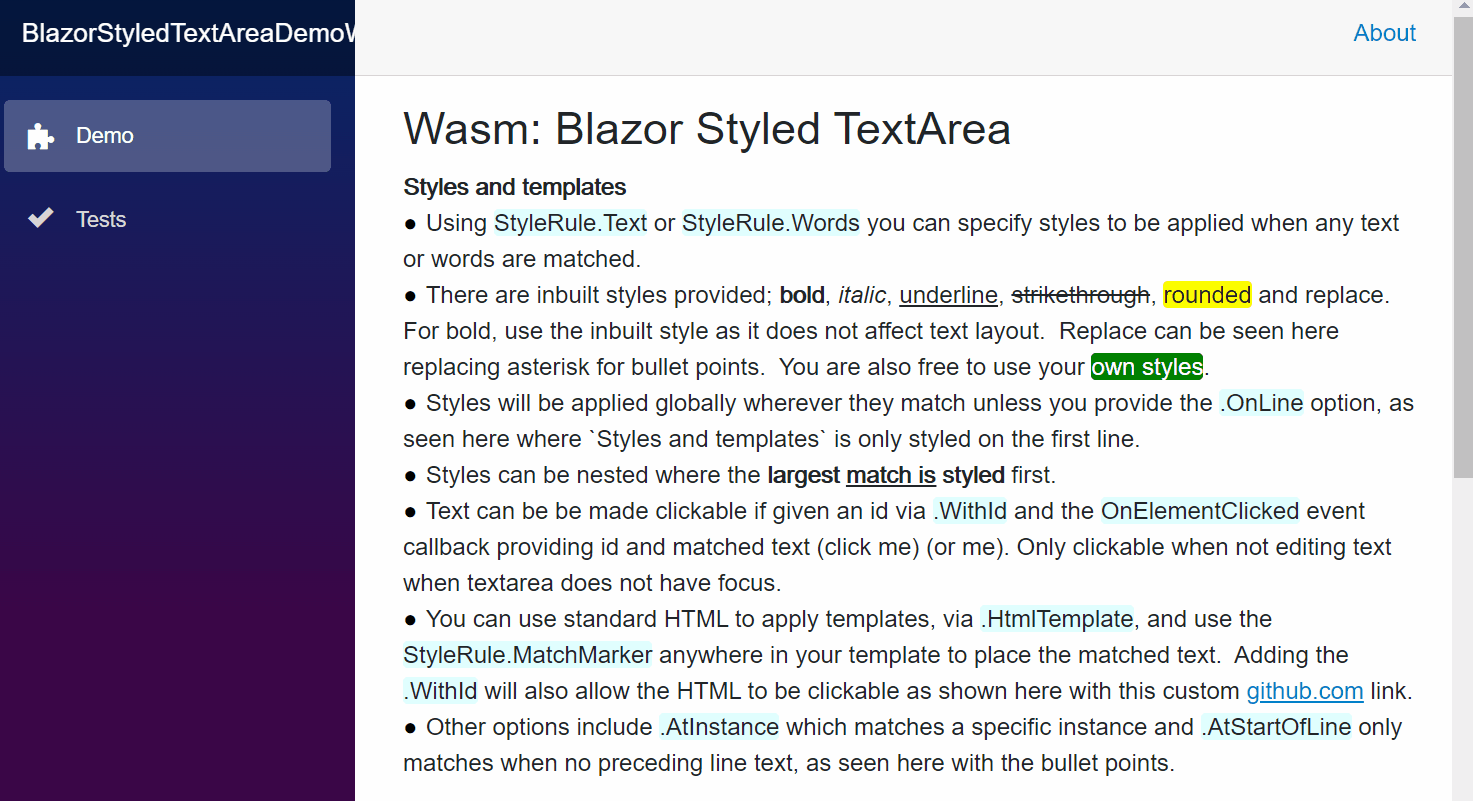 BlazorStyledTextAreaDemoW
About
Demo
Tests
Wasm: Blazor Styled TextArea
Styles and templates
● Using StyleRule.Text or StyleRule.Words you can specify styles to be applied when any text
or words are matched.
● There are inbuilt styles provided; bold, italic, underline, strikethrough, rounded and replace.
For bold, use the inbuilt style as it does not affect text layout.  Replace can be seen here
replacing asterisk for bullet points.  You are also free to use your own styles.
● Styles will be applied globally wherever they match unless you provide the .OnLine option, as
seen here where `Styles and templates` is only styled on the first line.
● Styles can be nested where the largest match is styled first.
● Text can be be made clickable if given an id via .WithId and the OnElementClicked event
callback providing id and matched text (click me) (or me). Only clickable when not editing text
when textarea does not have focus.
● You can use standard HTML to apply templates, via .HtmlTemplate, and use the
StyleRule.MatchMarker anywhere in your template to place the matched text.  Adding the
.WithId will also allow the HTML to be clickable as shown here with this custom github.com link.
● Other options include .AtInstance which matches a specific instance and .AtStartOfLine only
matches when no preceding line text, as seen here with the bullet points.